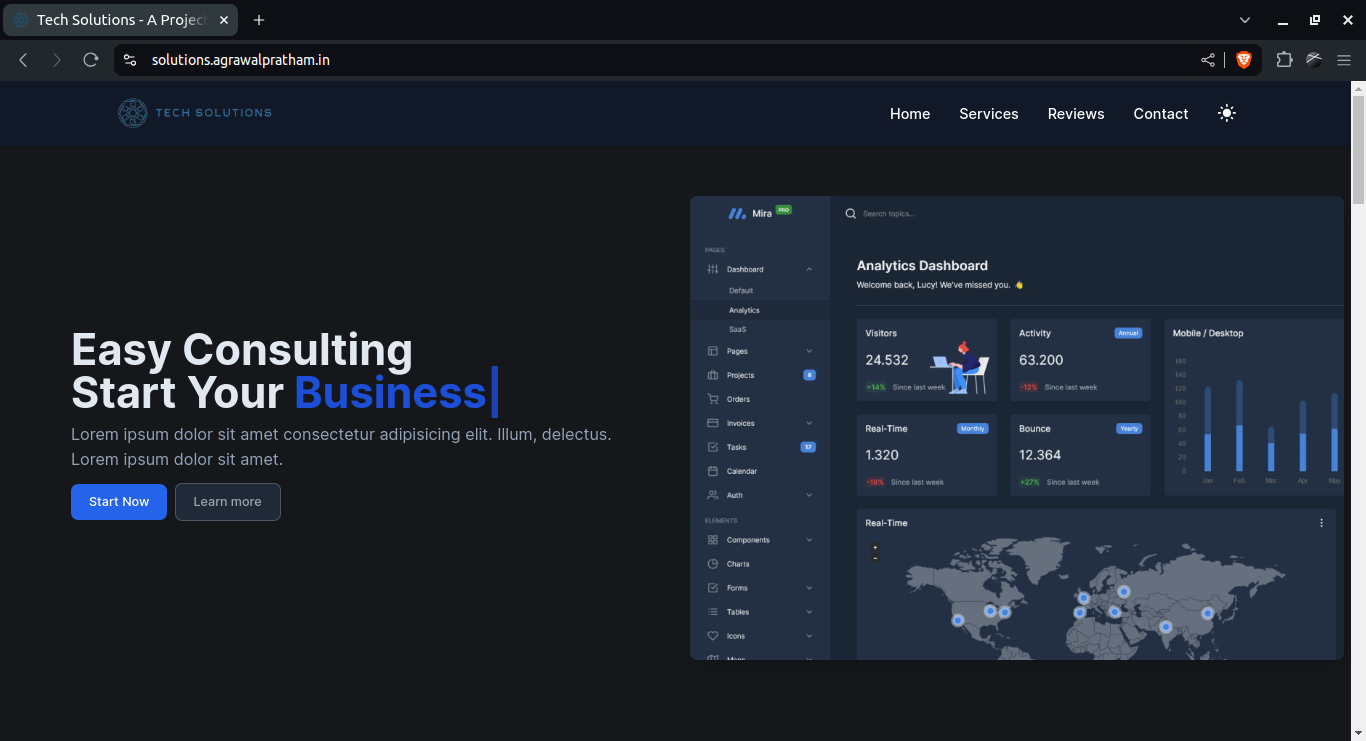 Tech Solutions - A Projec
solutions.agrawalpratham.in
TECH SOLUTIONS
Home Services Reviews Contact
Easy Consulting
Start Your Business|
Lorem ipsum dolor sit amet consectetur adipisicing elit. Illum, delectus.
Lorem ipsum dolor sit amet.
Start Now Learn more
Mira PRO
Search topics...
PAGES
Dashboard
Default
Analytics
SaaS
Pages
Projects 8
Orders
Invoices
Tasks 17
Calendar
Auth
ELEMENTS
Components
Charts
Forms
Tables
Icons
Maps
Analytics Dashboard
Welcome back, Lucy! We've missed you. 👋
Visitors
24.532
+14% Since last week
Activity Annual
63.200
-12% Since last week
Real-Time Monthly
1.320
-18% Since last week
Bounce Yearly
12.364
+27% Since last week
Mobile / Desktop
160
140
120
100
80
60
40
20
0
Jan Feb Mar Apr May
Real-Time
+
-